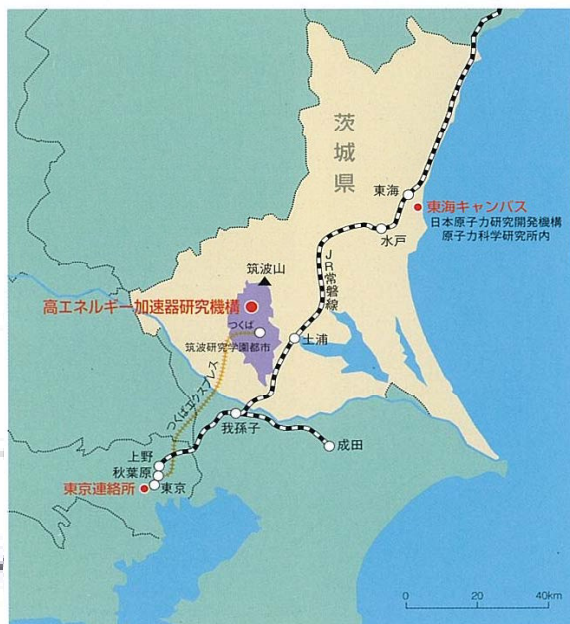 茨城県
東海
東海キャンパス
日本原子力研究開発機構
原子力科学研究所内
水戸
JR常磐線
筑波山
高エネルギー加速器研究機構
つくば
筑波研究学園都市
土浦
つくばエクスプレス
我孫子
成田
上野
秋葉原
東京連絡所
東京
0 20 40km